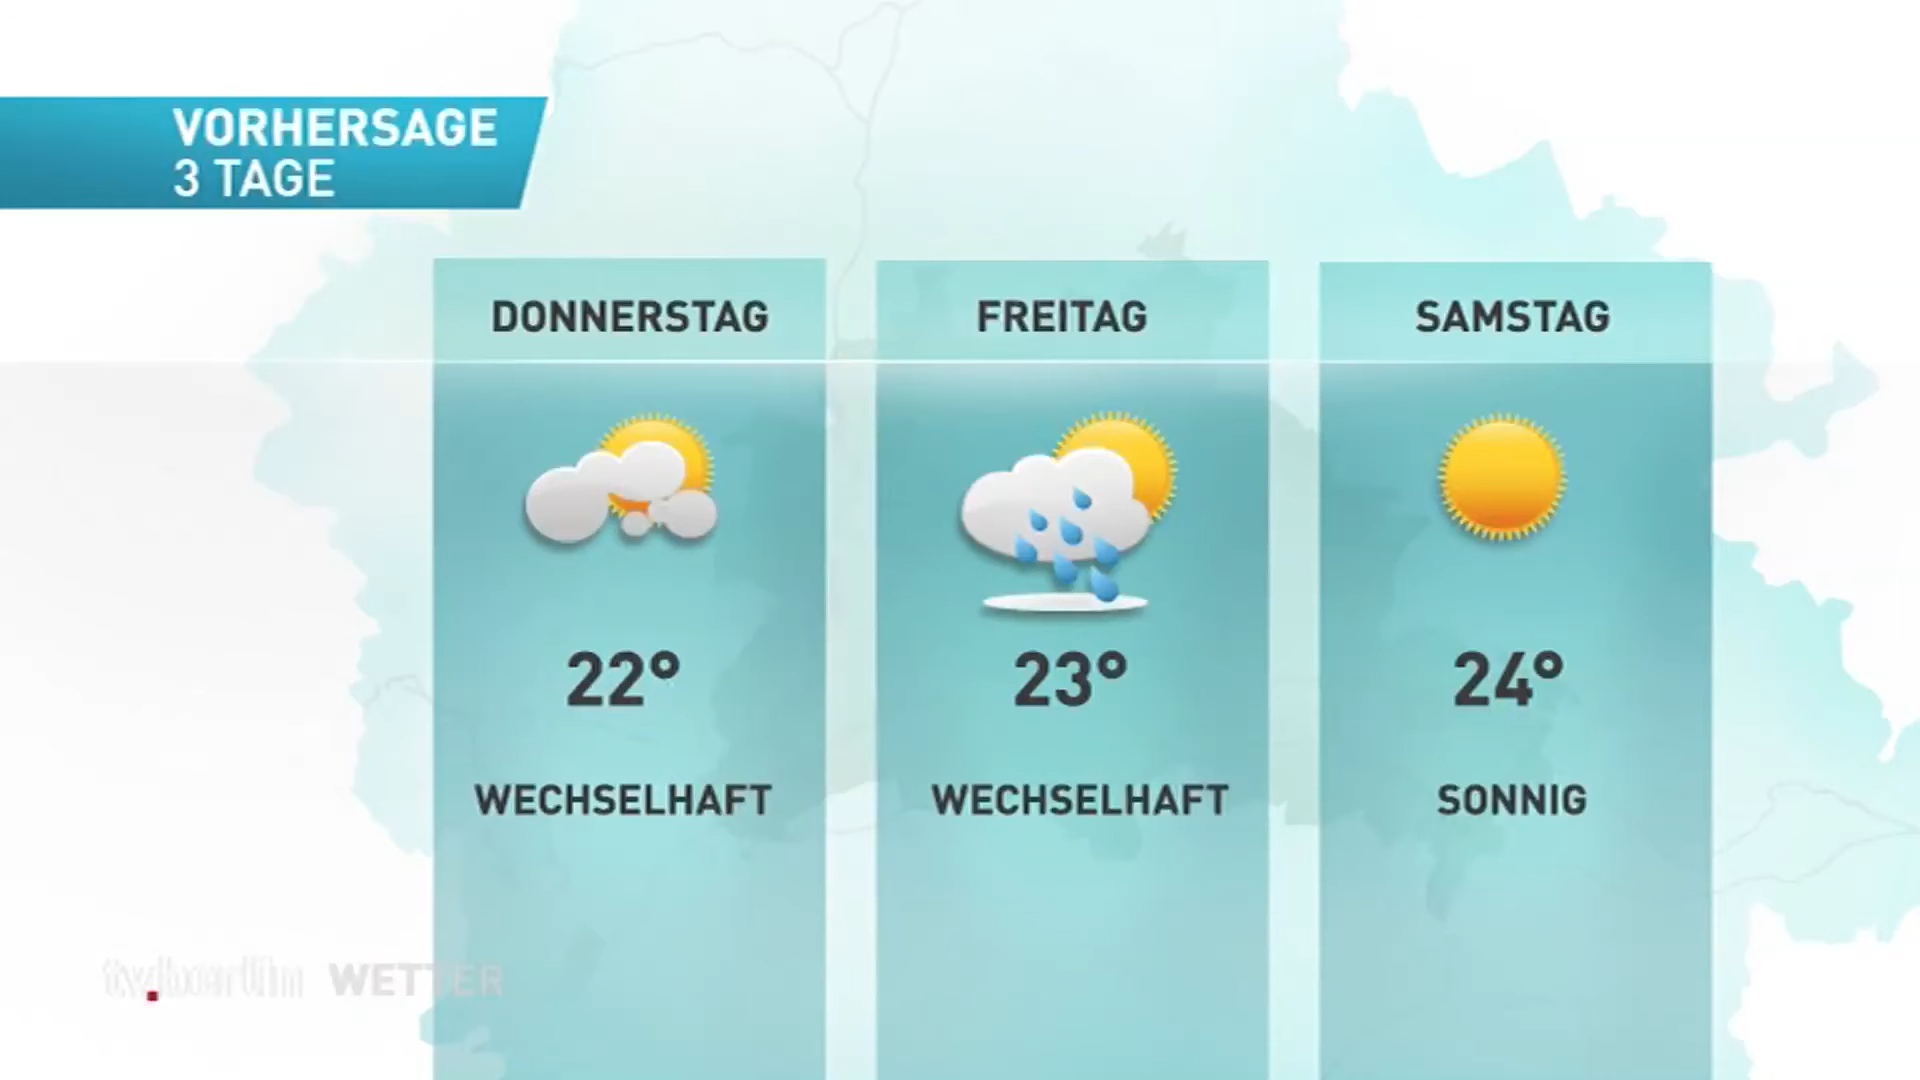 VORHERSAGE
3 TAGE
DONNERSTAG
FREITAG
SAMSTAG
22°
23°
24°
WECHSELHAFT
WECHSELHAFT
SONNIG
tv.berlin WETTER